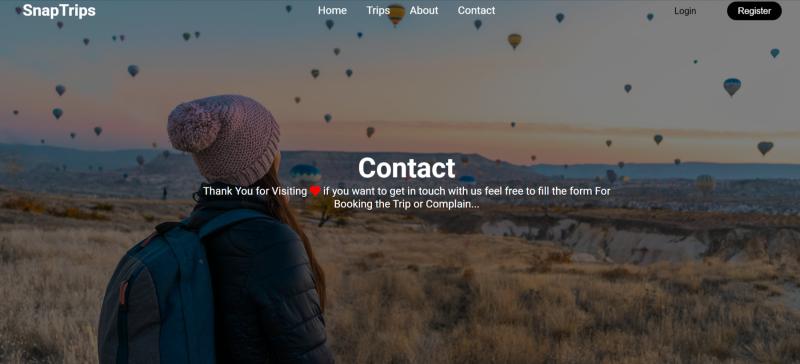 SnapTrips Home Trips About Contact Login Register
Contact
Thank You for Visiting ❤ if you want to get in touch with us feel free to fill the form For
Booking the Trip or Complain...